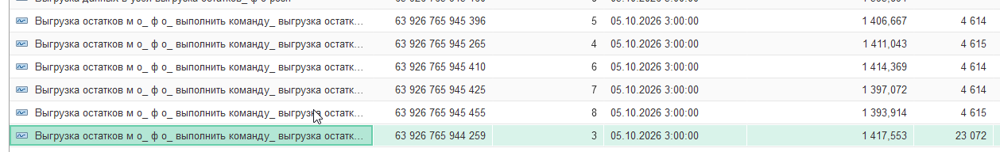 Выгрузка остатков м о_ ф о_ выполнить команду_ выгрузка остатк... 63 926 765 945 396 5 05.10.2026 3:00:00 1 406,667 4 614
Выгрузка остатков м о_ ф о_ выполнить команду_ выгрузка остатк... 63 926 765 945 265 4 05.10.2026 3:00:00 1 411,043 4 615
Выгрузка остатков м о_ ф о_ выполнить команду_ выгрузка остатк... 63 926 765 945 410 6 05.10.2026 3:00:00 1 414,369 4 614
Выгрузка остатков м о_ ф о_ выполнить команду_ выгрузка остатк... 63 926 765 945 425 7 05.10.2026 3:00:00 1 397,072 4 614
Выгрузка остатков м о_ ф о_ выполнить команду_ выгрузка остатк... 63 926 765 945 455 8 05.10.2026 3:00:00 1 393,914 4 615
Выгрузка остатков м о_ ф о_ выполнить команду_ выгрузка остатк... 63 926 765 944 259 3 05.10.2026 3:00:00 1 417,553 23 072